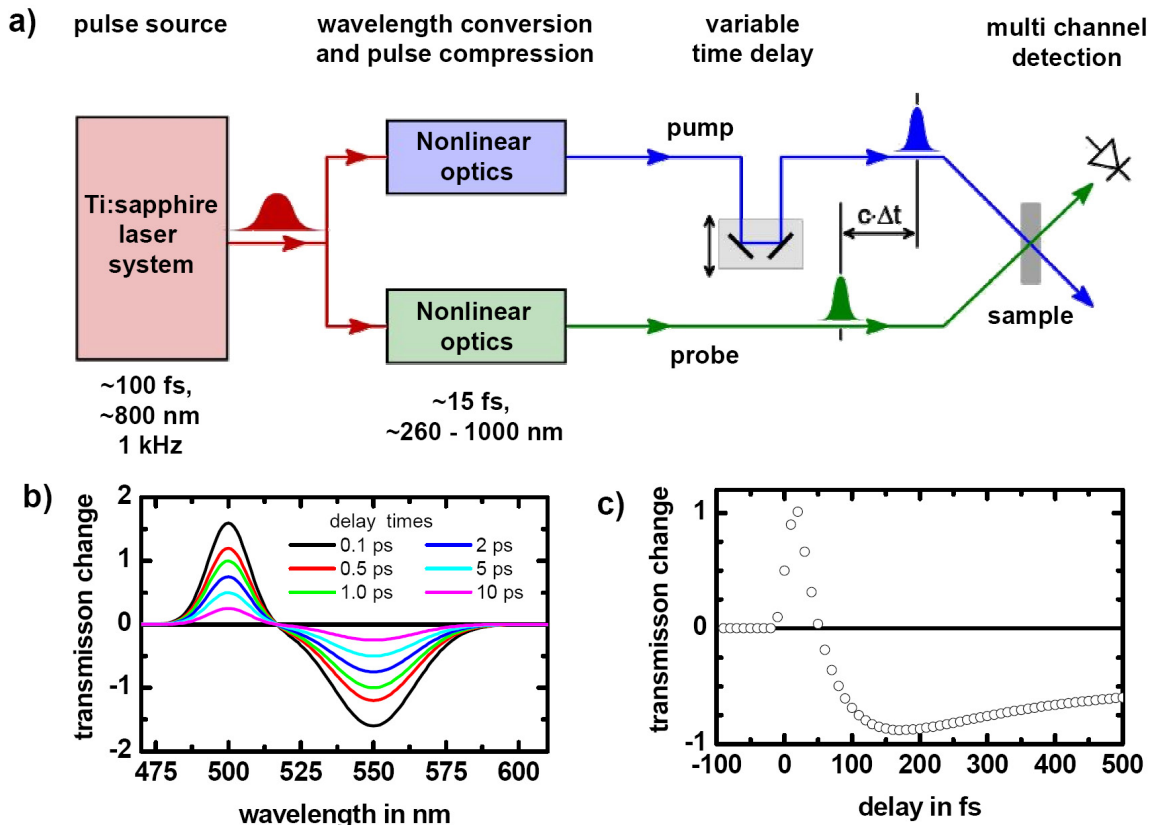 a)
pulse source
wavelength conversion
and pulse compression
variable
time delay
multi channel
detection
Ti:sapphire
laser
system
Nonlinear
optics
pump
c·Δt
Nonlinear
optics
probe
sample
~100 fs,
~800 nm
1 kHz
~15 fs,
~260 - 1000 nm
b)
transmission change
2
1
0
-1
-2
delay times
0.1 ps
2 ps
0.5 ps
5 ps
1.0 ps
10 ps
475 500 525 550 575 600
wavelength in nm
c)
transmisson change
1
0
-1
-100 0 100 200 300 400 500
delay in fs